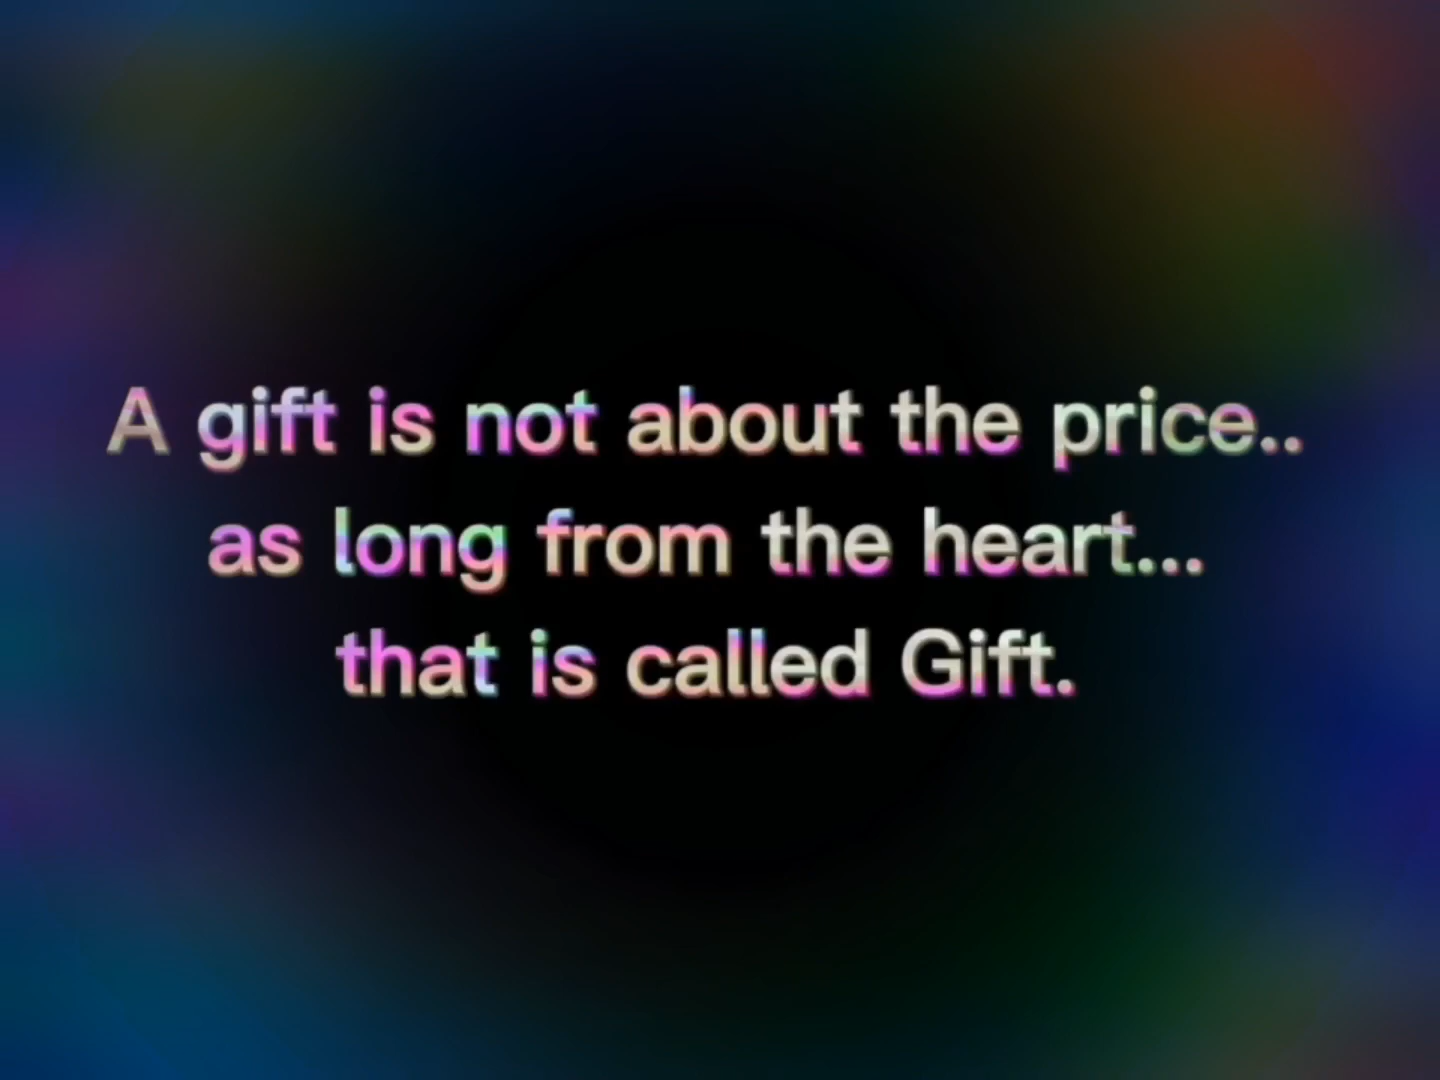 A gift is not about the price..
as long from the heart...
that is called Gift.